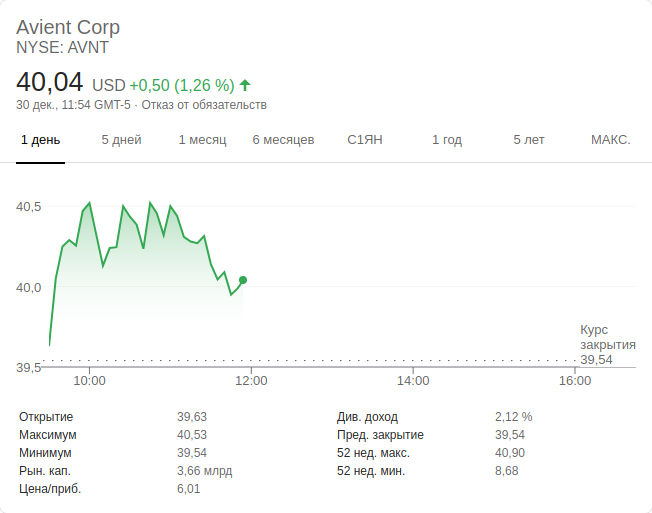 Avient Corp
NYSE: AVNT
40,04 USD +0,50 (1,26 %)
30 дек., 11:54 GMT-5 · Отказ от обязательств
1 день 5 дней 1 месяц 6 месяцев С1ЯН 1 год 5 лет МАКС.
40,5
40,0
39,5
Курс
закрытия
39,54
10:00 12:00 14:00 16:00
Открытие 39,63 Див. доход 2,12 %
Максимум 40,53 Пред. закрытие 39,54
Минимум 39,54 52 нед. макс. 40,90
Рын. кап. 3,66 млрд 52 нед. мин. 8,68
Цена/приб. 6,01